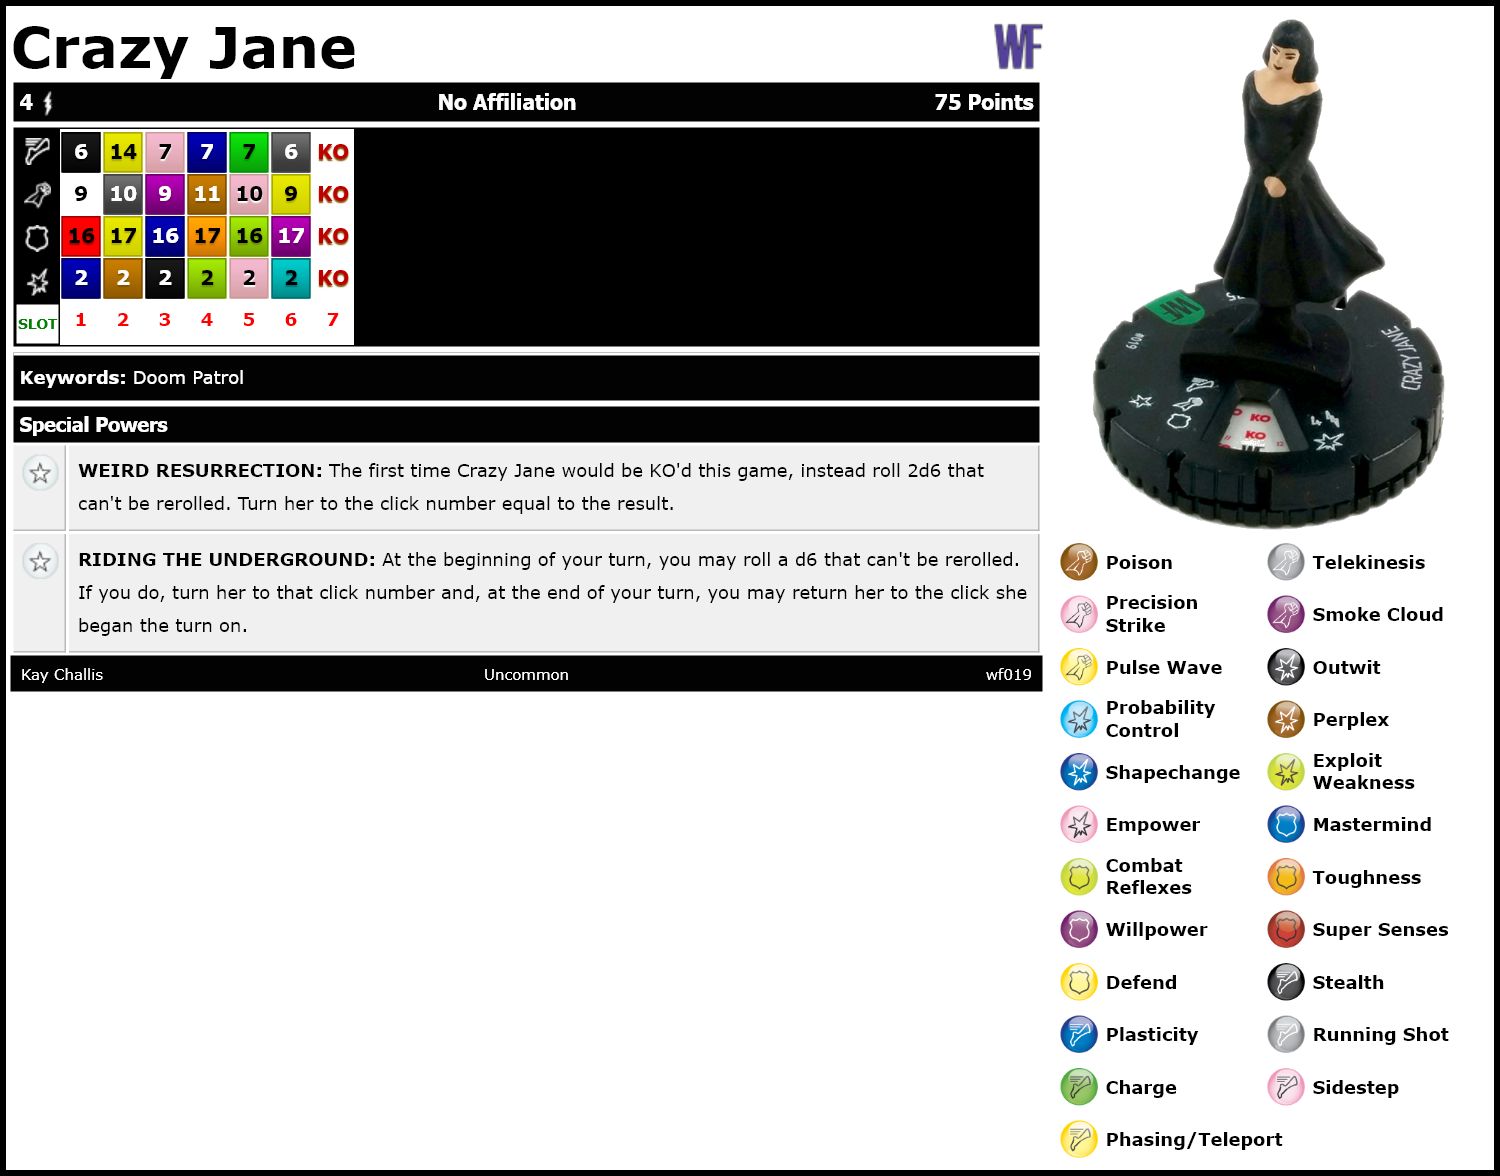 Crazy Jane
WF
4 No Affiliation 75 Points
6 14 7 7 7 6 KO
9 10 9 11 10 9 KO
16 17 16 17 16 17 KO
2 2 2 2 2 2 KO
SLOT 1 2 3 4 5 6 7
Keywords: Doom Patrol
Special Powers
WEIRD RESURRECTION: The first time Crazy Jane would be KO'd this game, instead roll 2d6 that
can't be rerolled. Turn her to the click number equal to the result.
RIDING THE UNDERGROUND: At the beginning of your turn, you may roll a d6 that can't be rerolled.
If you do, turn her to that click number and, at the end of your turn, you may return her to the click she
began the turn on.
Kay Challis Uncommon wf019
WF
#019
CRAZY JANE
KO
KO
12
Poison Telekinesis
Precision
Strike
Smoke Cloud
Pulse Wave Outwit
Probability
Control
Perplex
Shapechange
Exploit
Weakness
Empower Mastermind
Combat
Reflexes
Toughness
Willpower Super Senses
Defend Stealth
Plasticity Running Shot
Charge Sidestep
Phasing/Teleport